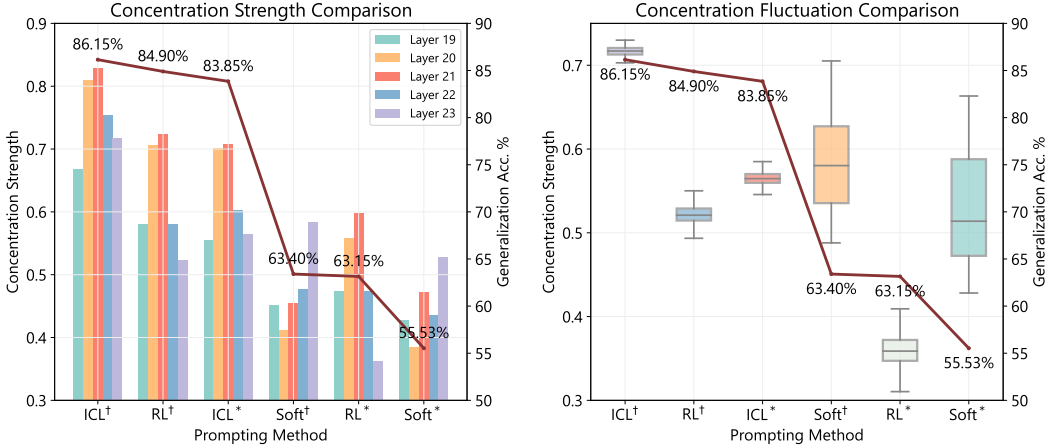 Concentration Strength Comparison
0.9
0.8
0.7
0.6
0.5
0.4
0.3
Concentration Strength
86.15%
84.90%
83.85%
63.40%
63.15%
55.53%
Layer 19
Layer 20
Layer 21
Layer 22
Layer 23
90
85
80
75
70
65
60
55
50
Generalization Acc. %
ICL†
RL†
ICL*
Soft†
RL*
Soft*
Prompting Method
Concentration Fluctuation Comparison
0.7
0.6
0.5
0.4
0.3
Concentration Strength
86.15%
84.90%
83.85%
63.40%
63.15%
55.53%
90
85
80
75
70
65
60
55
50
Generalization Acc. %
ICL†
RL†
ICL*
Soft†
RL*
Soft*
Prompting Method